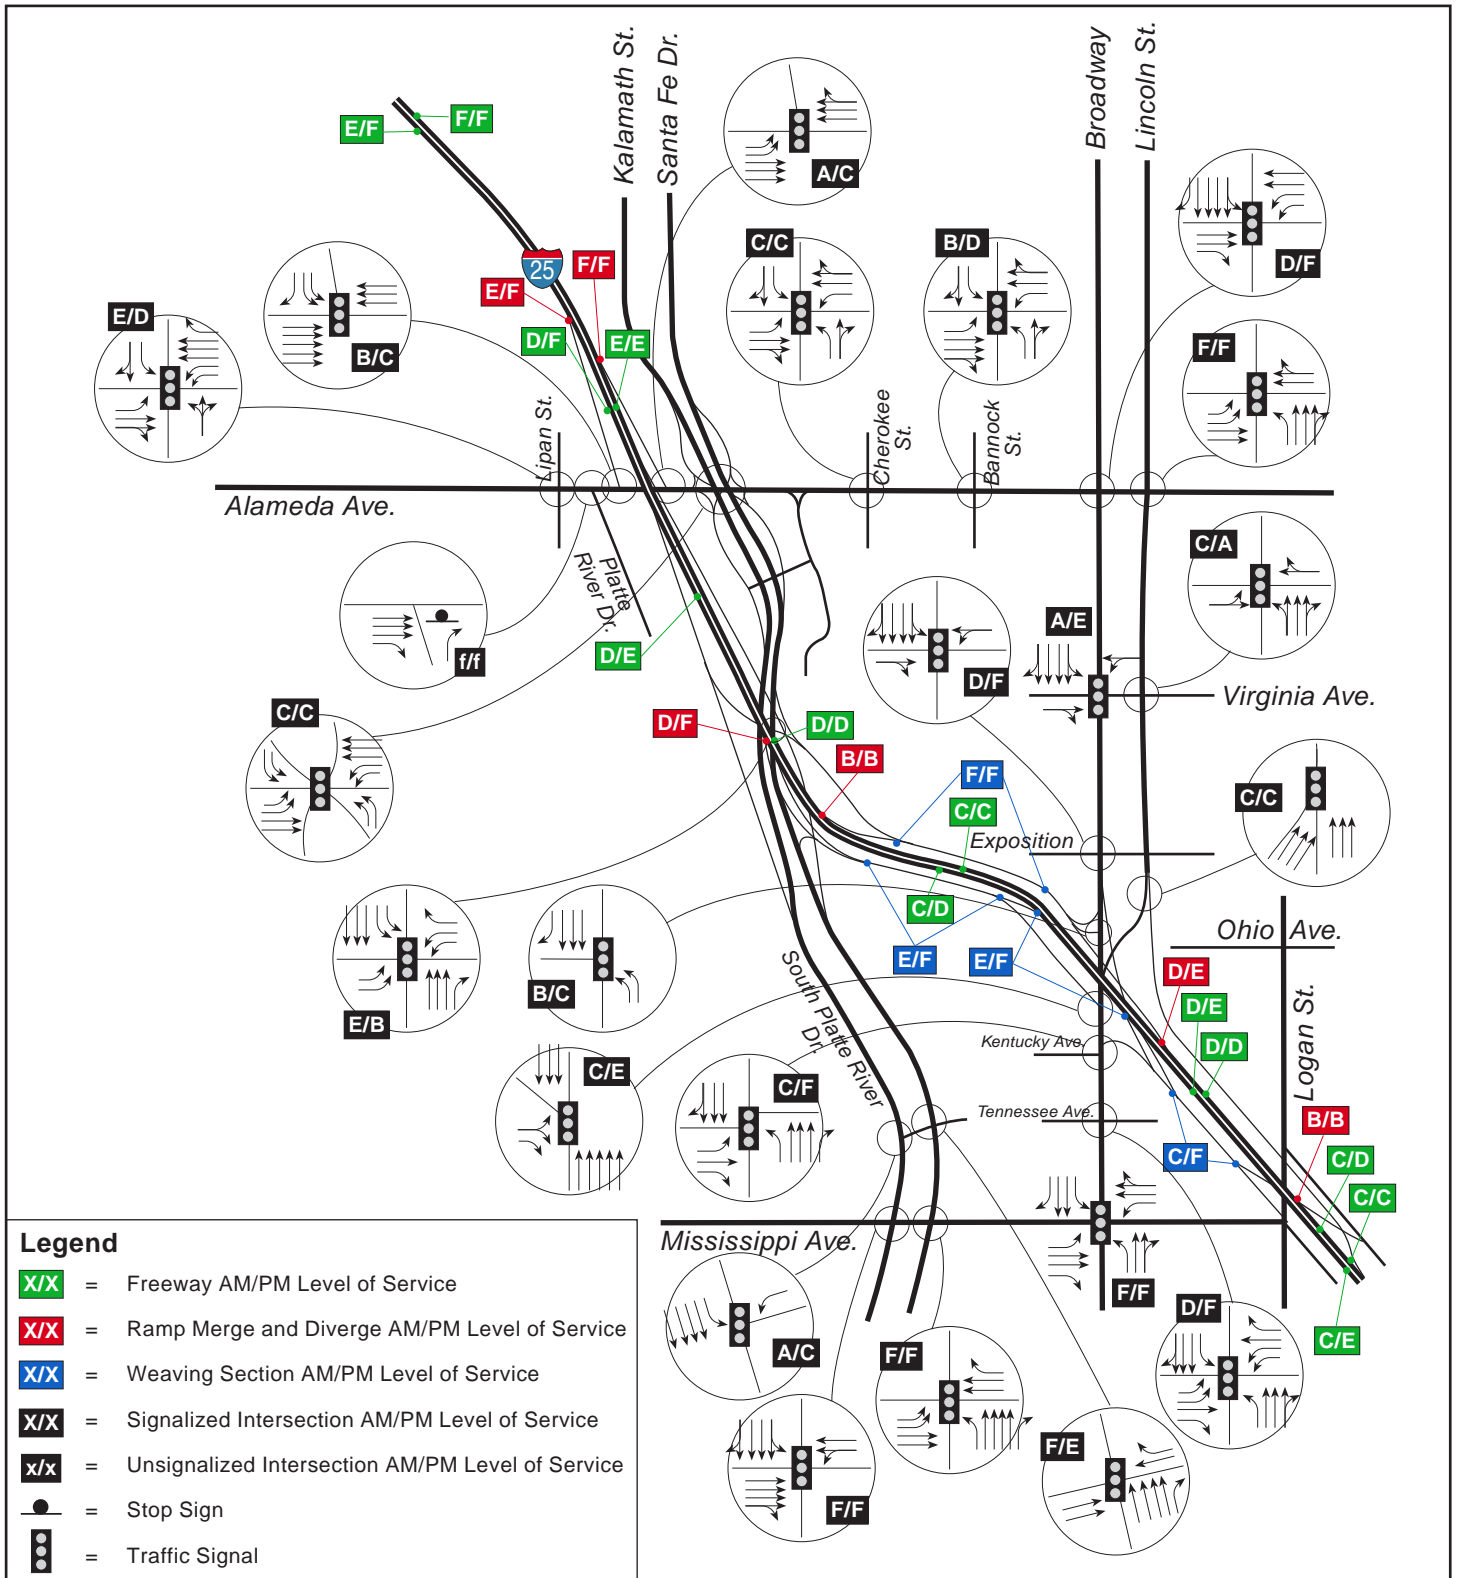 Kalamath St.
Santa Fe Dr.
Broadway
Lincoln St.
F/F
E/F
A/C
C/C
B/D
D/F
25
F/F
E/F
E/D
B/C
D/F
E/E
F/F
Lipan St.
Cherokee
St.
Bannock
St.
Alameda Ave.
C/A
Platte
River Dr.
f/f
D/E
D/F
A/E
Virginia Ave.
C/C
D/F
D/D
B/B
F/F
C/C
C/C
Exposition
C/D
E/F
E/F
Ohio Ave.
E/B
B/C
South Platte River
Dr.
D/E
D/E
D/D
Logan St.
Kentucky Ave.
C/E
C/F
Tennessee Ave.
B/B
C/F
C/D
C/C
Mississippi Ave.
F/F
D/F
C/E
A/C
F/F
F/E
F/F
Legend
X/X = Freeway AM/PM Level of Service
X/X = Ramp Merge and Diverge AM/PM Level of Service
X/X = Weaving Section AM/PM Level of Service
X/X = Signalized Intersection AM/PM Level of Service
x/x = Unsignalized Intersection AM/PM Level of Service
= Stop Sign
= Traffic Signal